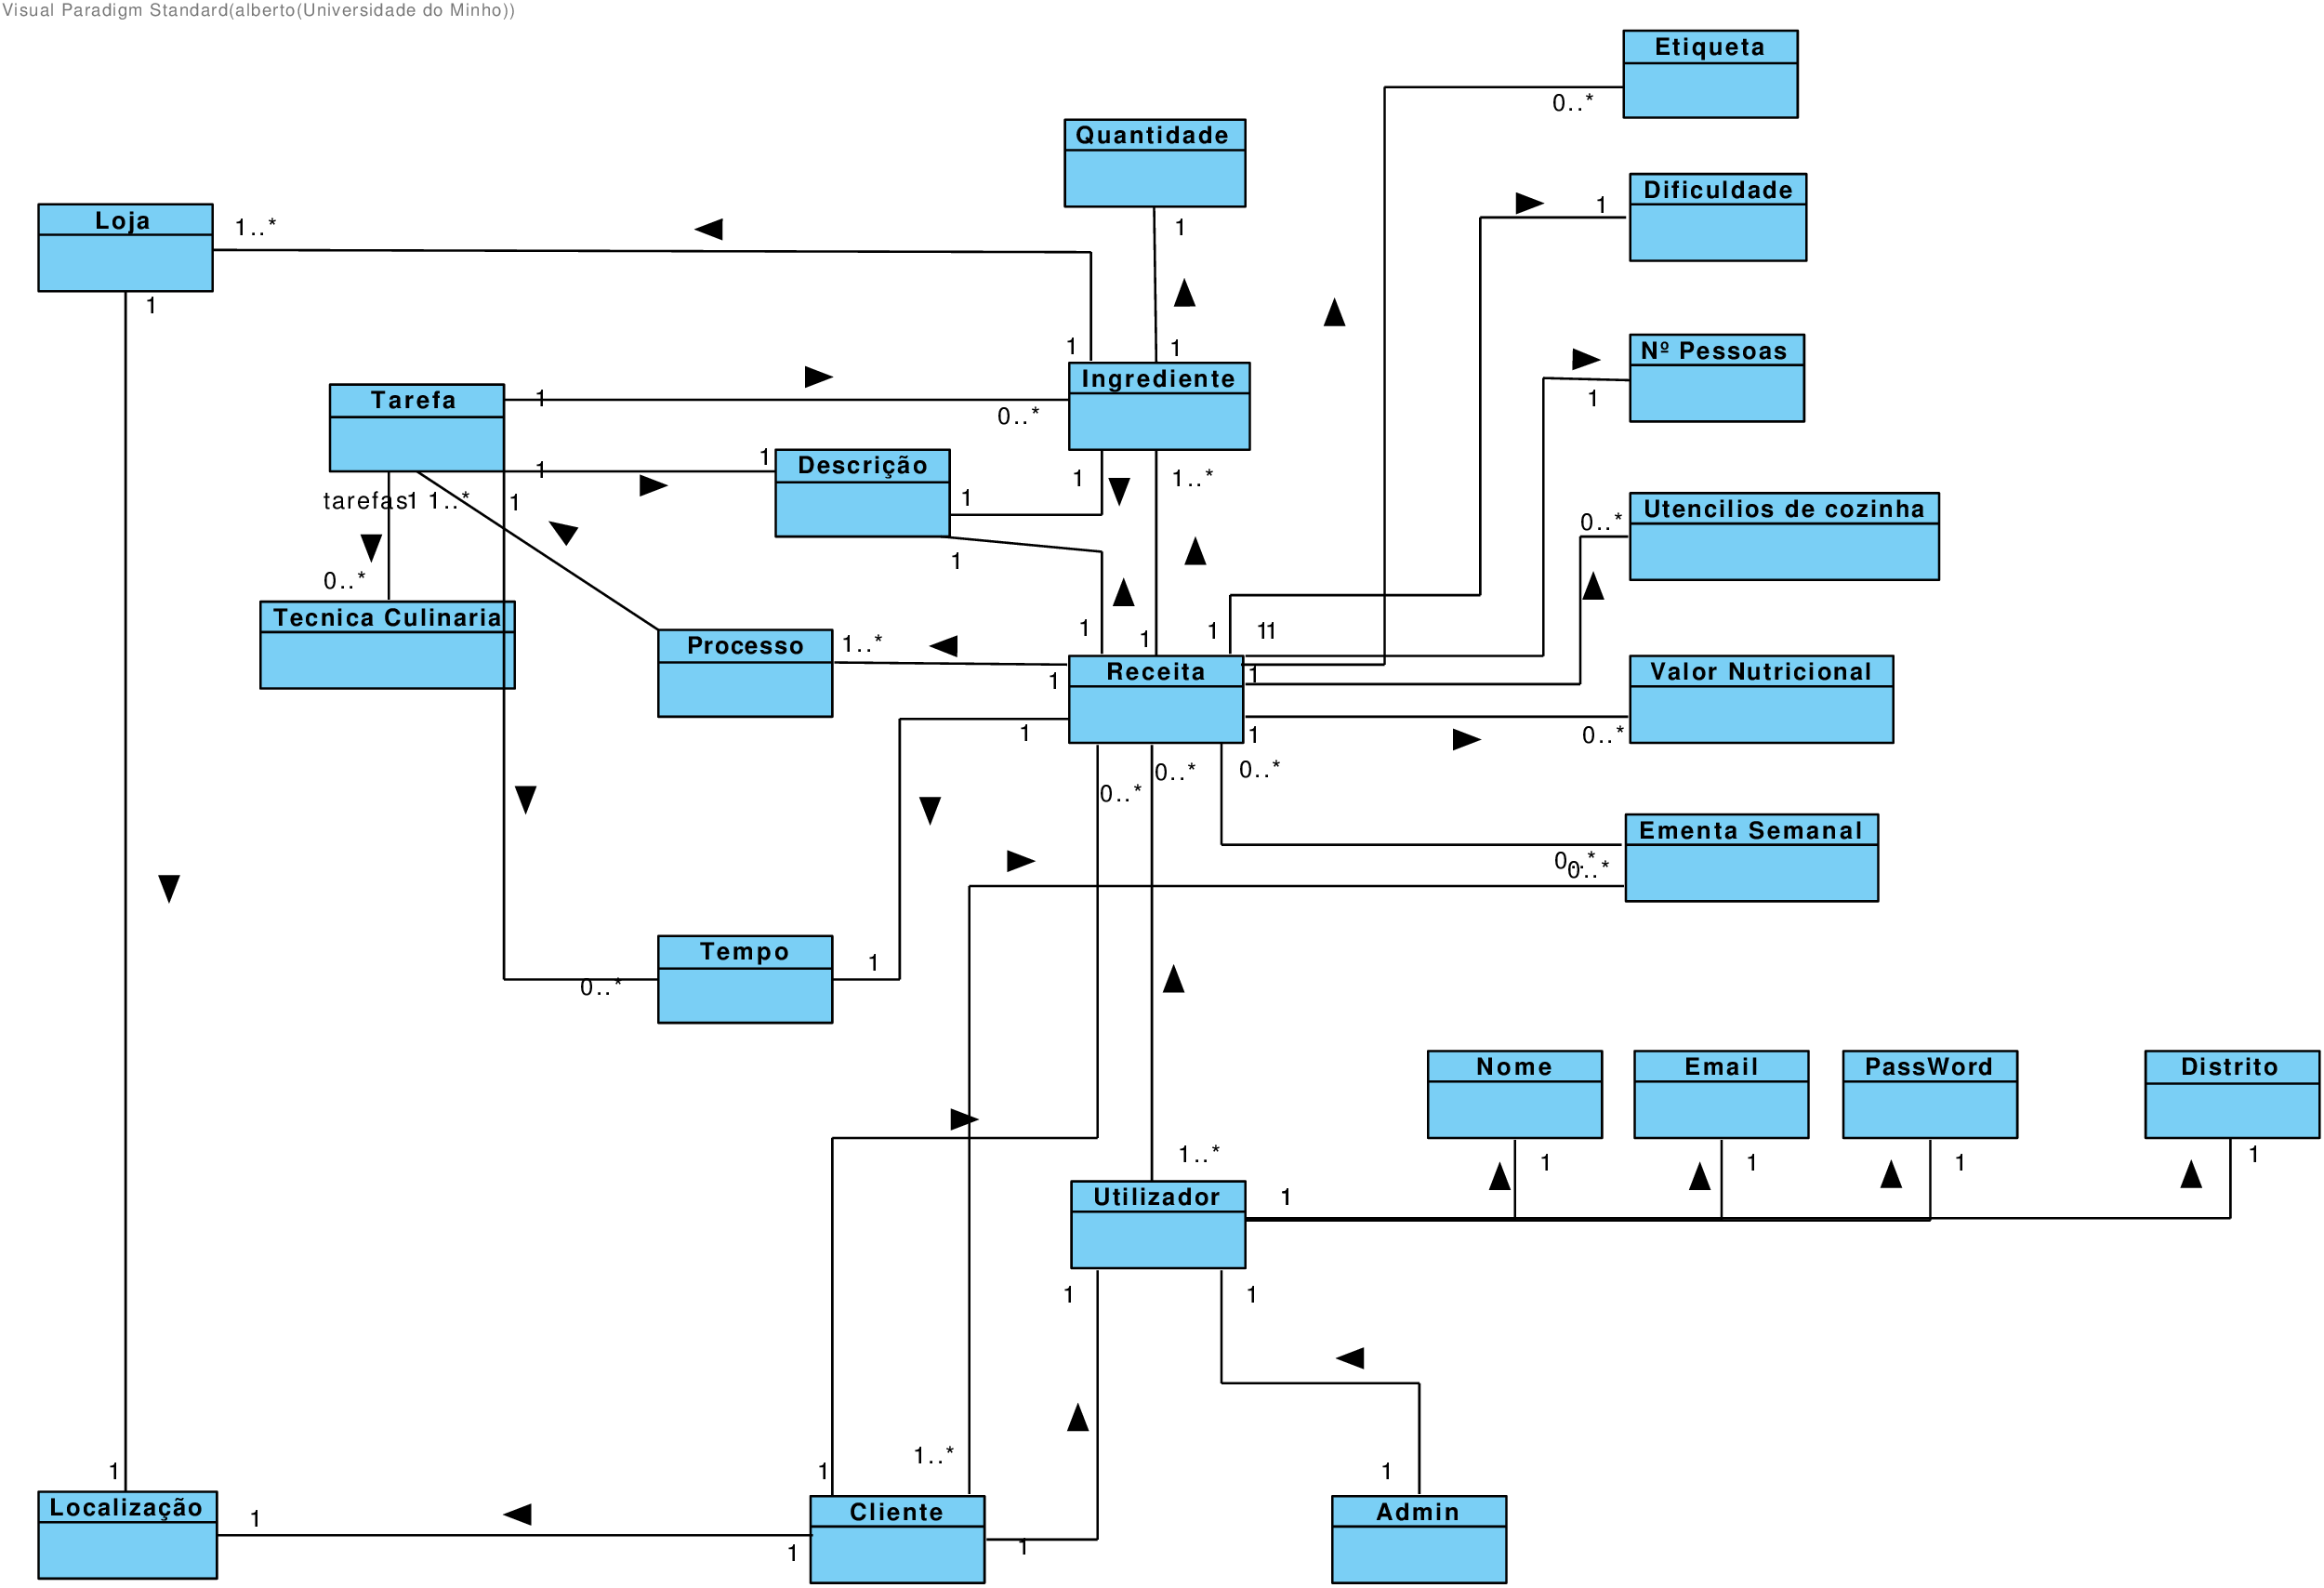 Visual Paradigm Standard(alberto(Universidade do Minho))
Etiqueta
0..*
Quantidade
1
Dificuldade
1
Loja
1..*
1
1
1
Nº Pessoas
1
Ingrediente
Tarefa
1
0..*
1
1
Descrição
1
1
1..*
tarefas1 1..*
1
Utencilios de cozinha
0..*
1
0..*
Tecnica Culinaria
Processo
1..*
1
1
1
11
Receita
1
1
Valor Nutricional
1
1
0..*
0..*
0..*
0..*
Ementa Semanal
0..*
0..*
Tempo
1
0..*
Nome
Email
PassWord
Distrito
1
1
1
1
1..*
Utilizador
1
1
1
1..*
1
1
1
Localização
1
Cliente
1
1
Admin